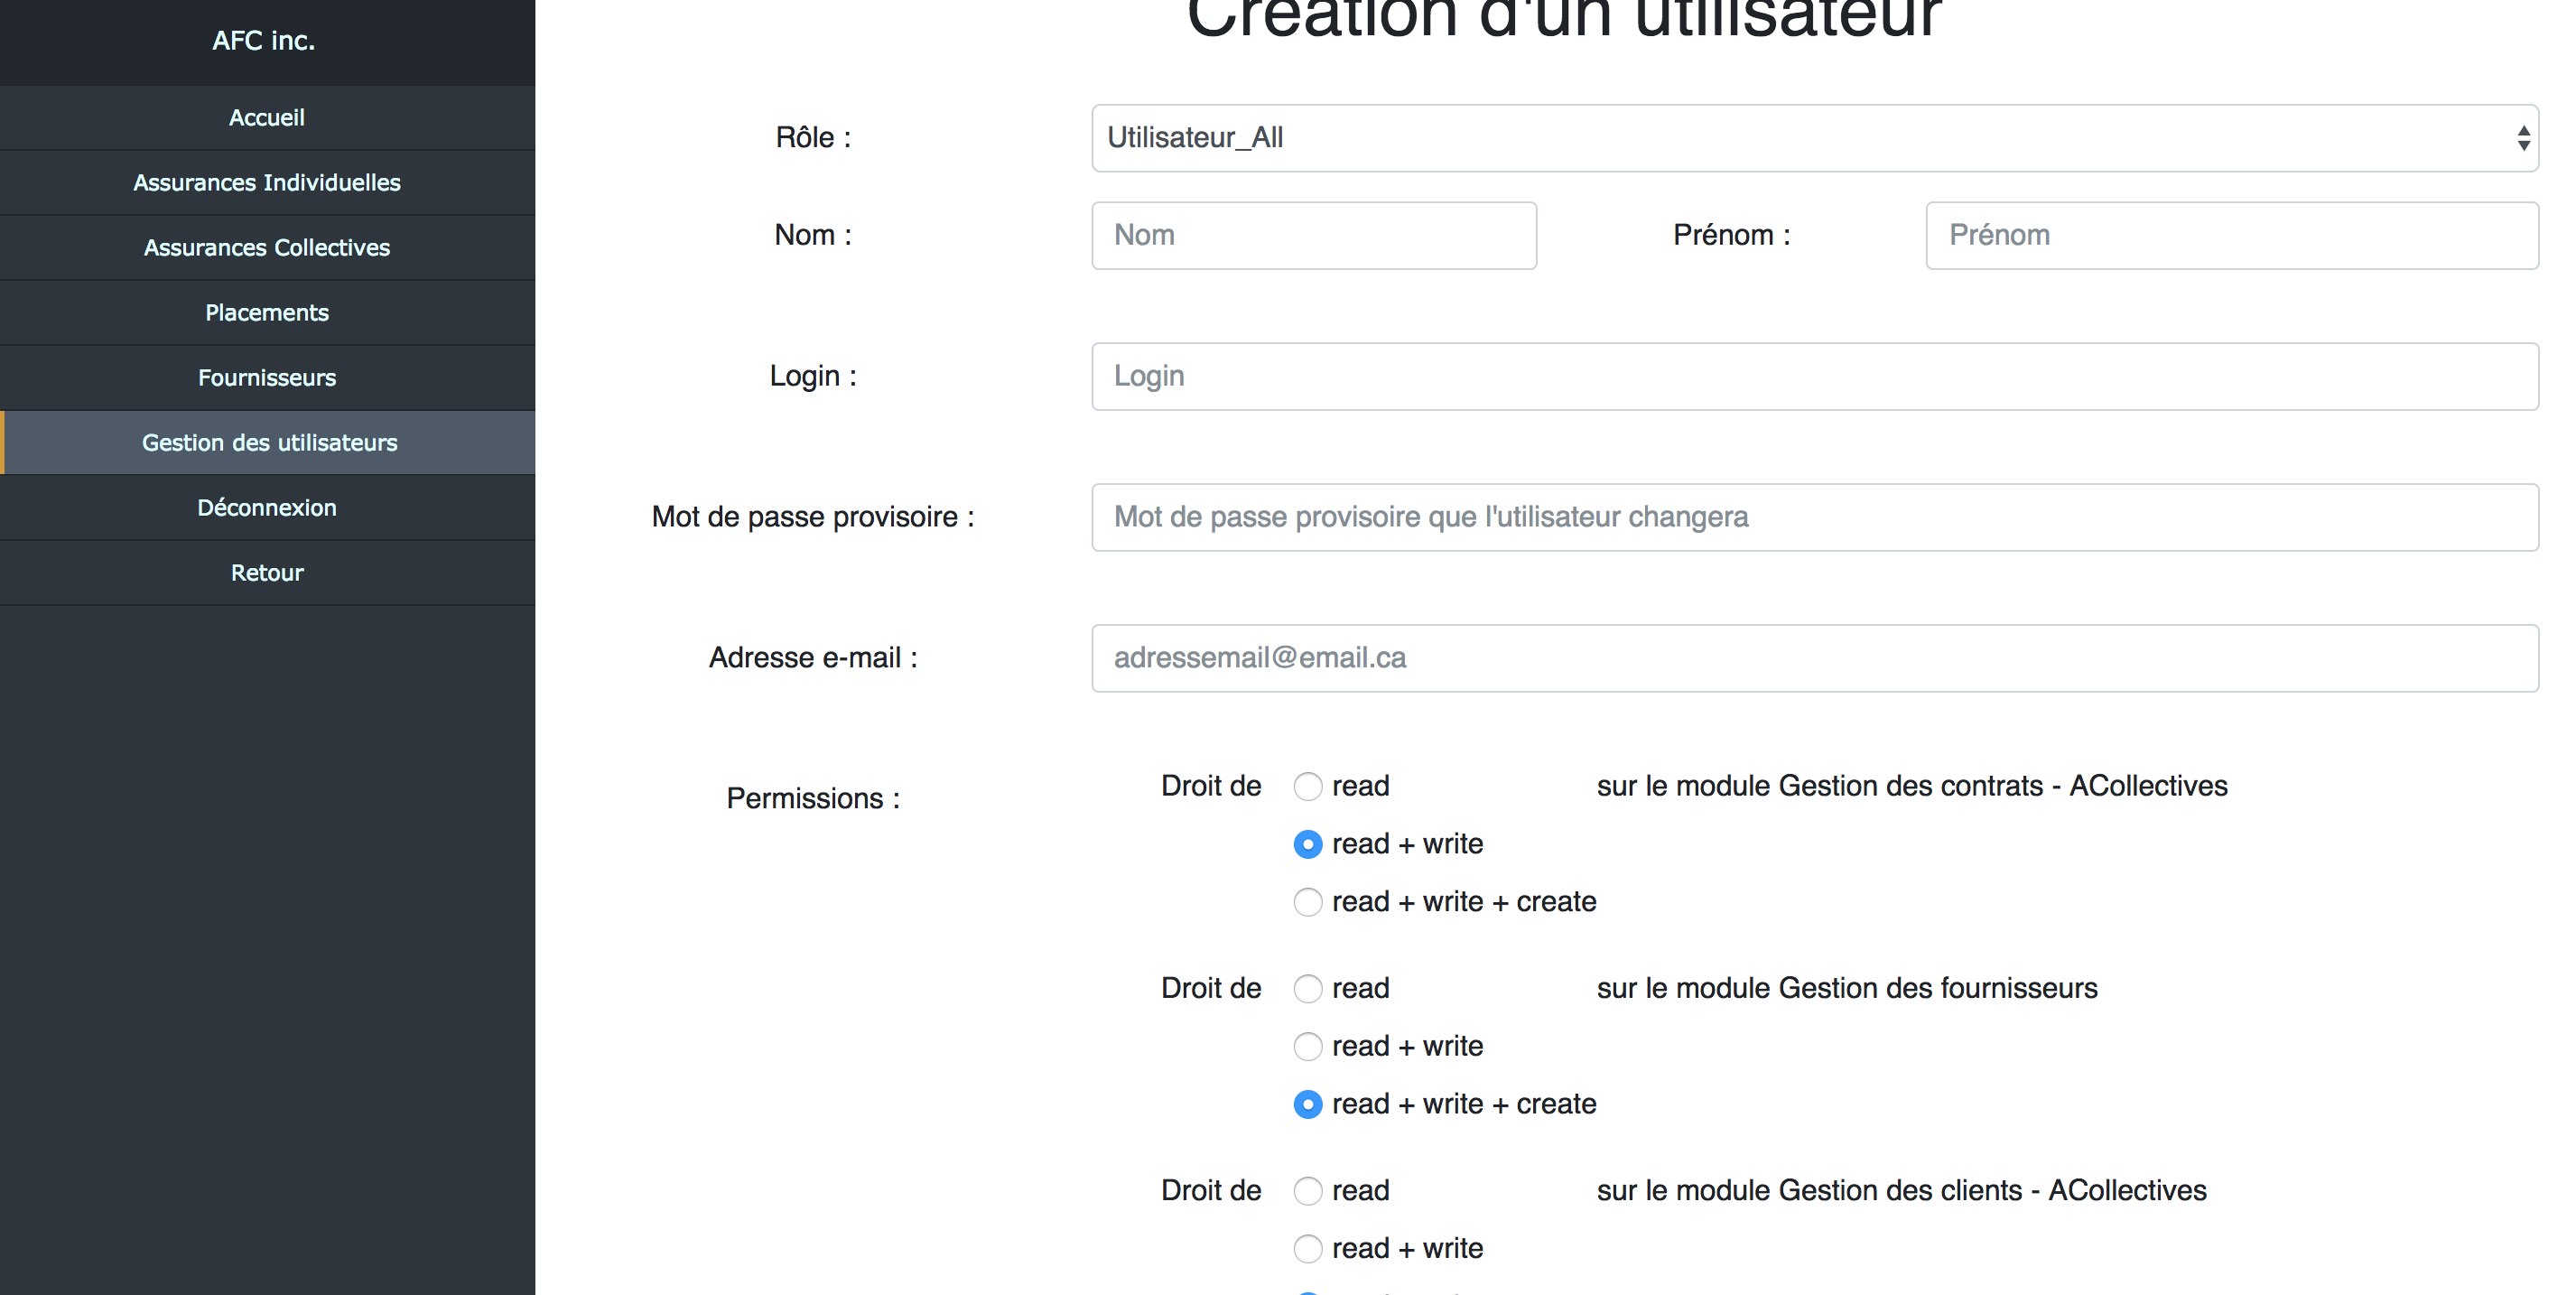 AFC inc.
Accueil
Assurances Individuelles
Assurances Collectives
Placements
Fournisseurs
Gestion des utilisateurs
Déconnexion
Retour
Création d'un utilisateur
Rôle :
Utilisateur_All
Nom :
Nom
Prénom :
Prénom
Login :
Login
Mot de passe provisoire :
Mot de passe provisoire que l'utilisateur changera
Adresse e-mail :
adressemail@email.ca
Permissions :
Droit de
read
sur le module Gestion des contrats - ACollectives
read + write
read + write + create
Droit de
read
sur le module Gestion des fournisseurs
read + write
read + write + create
Droit de
read
sur le module Gestion des clients - ACollectives
read + write